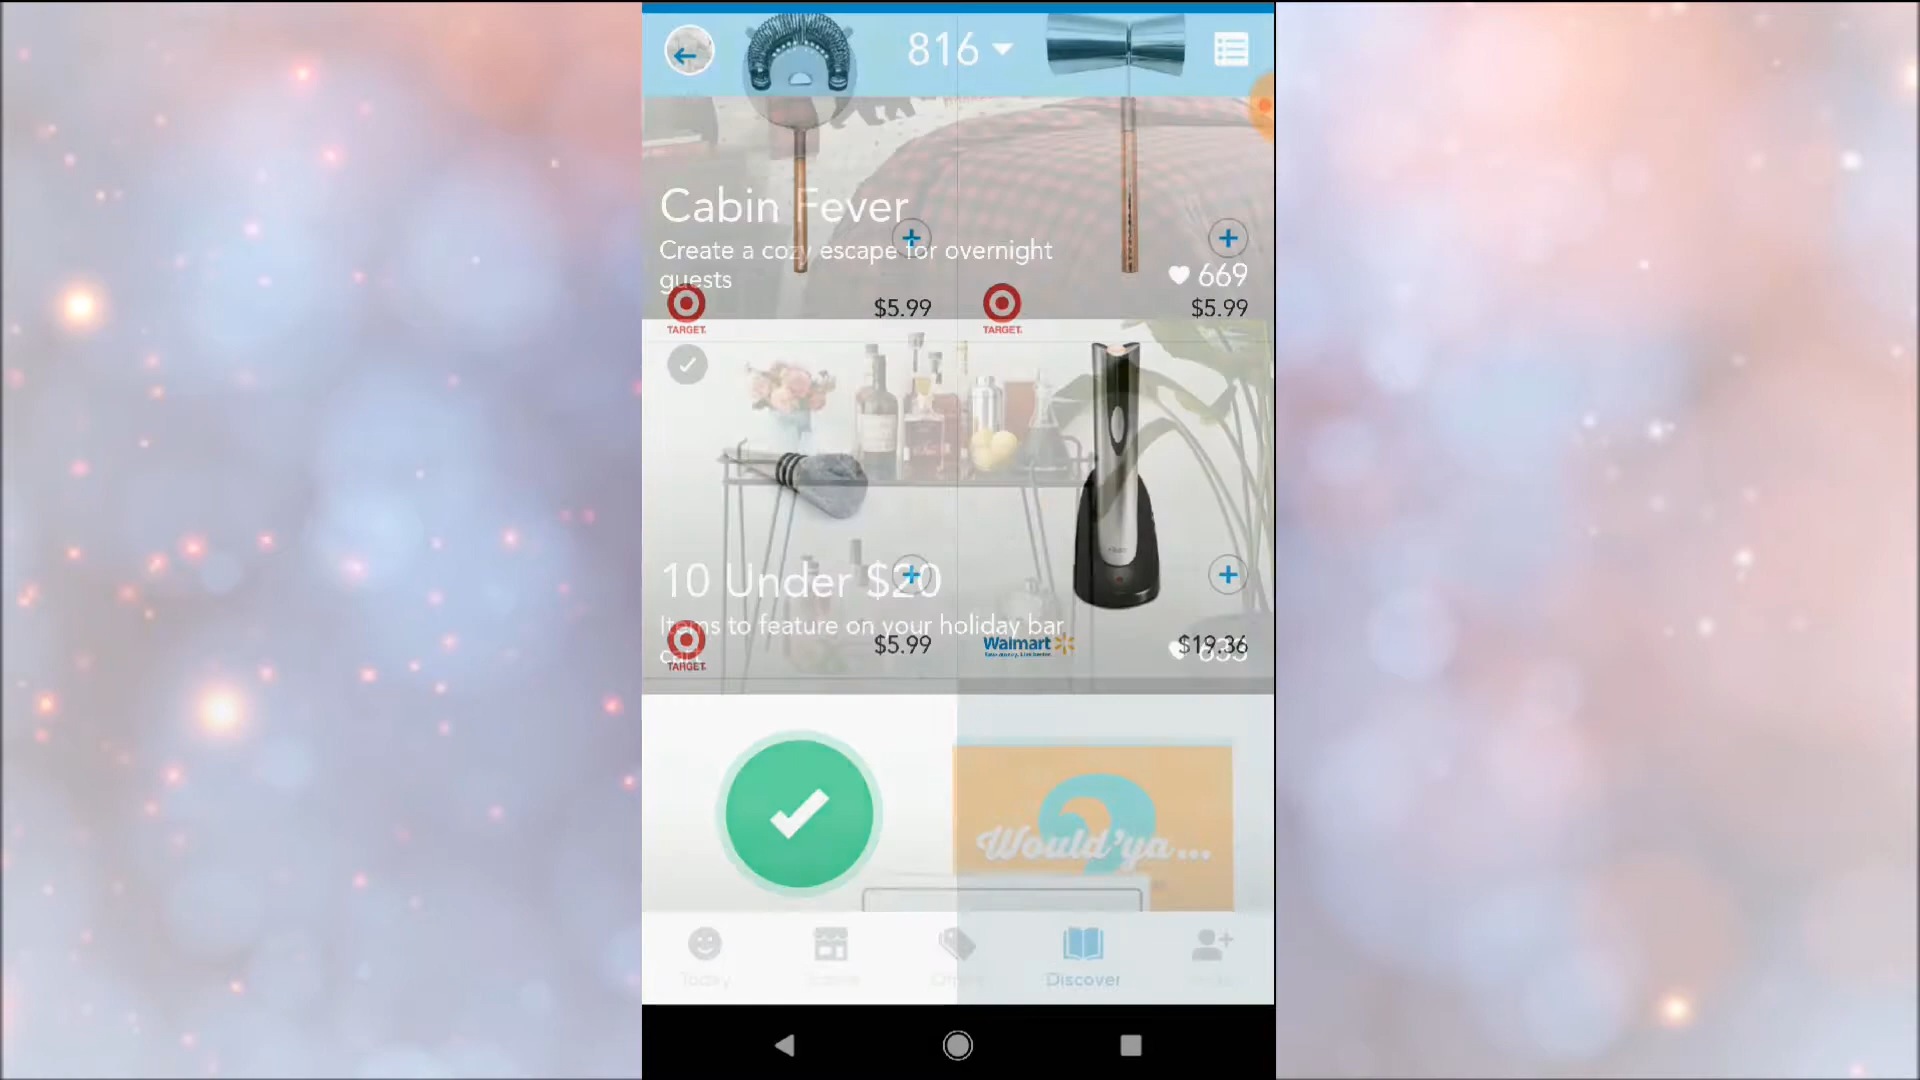 816
Cabin Fever
Create a cozy escape for overnight
guests
669
TARGET
$5.99
TARGET
$5.99
10 Under $20
Items to feature on your holiday bar
TARGET
$5.99
Walmart
$19.36
Would'ya...
Today
Discover